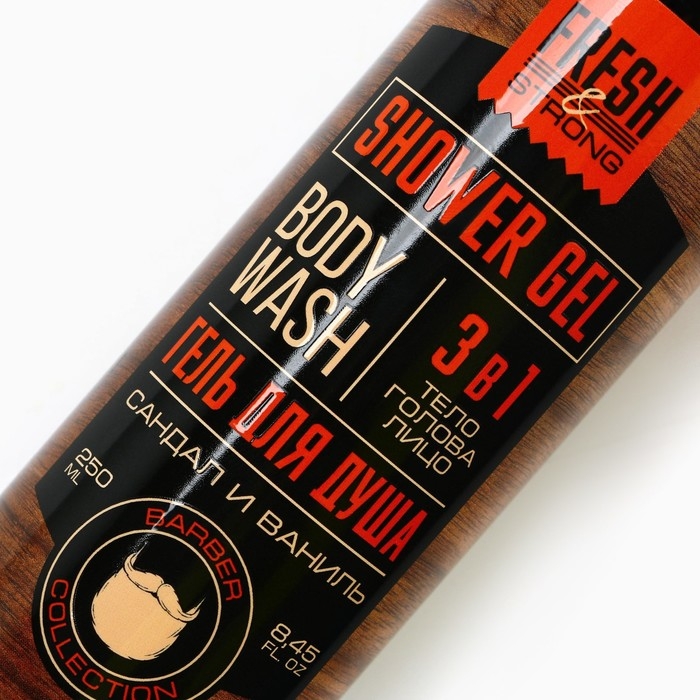 FRESH
&
STRONG
SHOWER GEL
BODY
WASH
3 В 1
ТЕЛО
ГОЛОВА
ЛИЦО
ГЕЛЬ ДЛЯ ДУША
САНДАЛ И ВАНИЛЬ
250
ML
BARBER
COLLECTION
8,45
FL. OZ